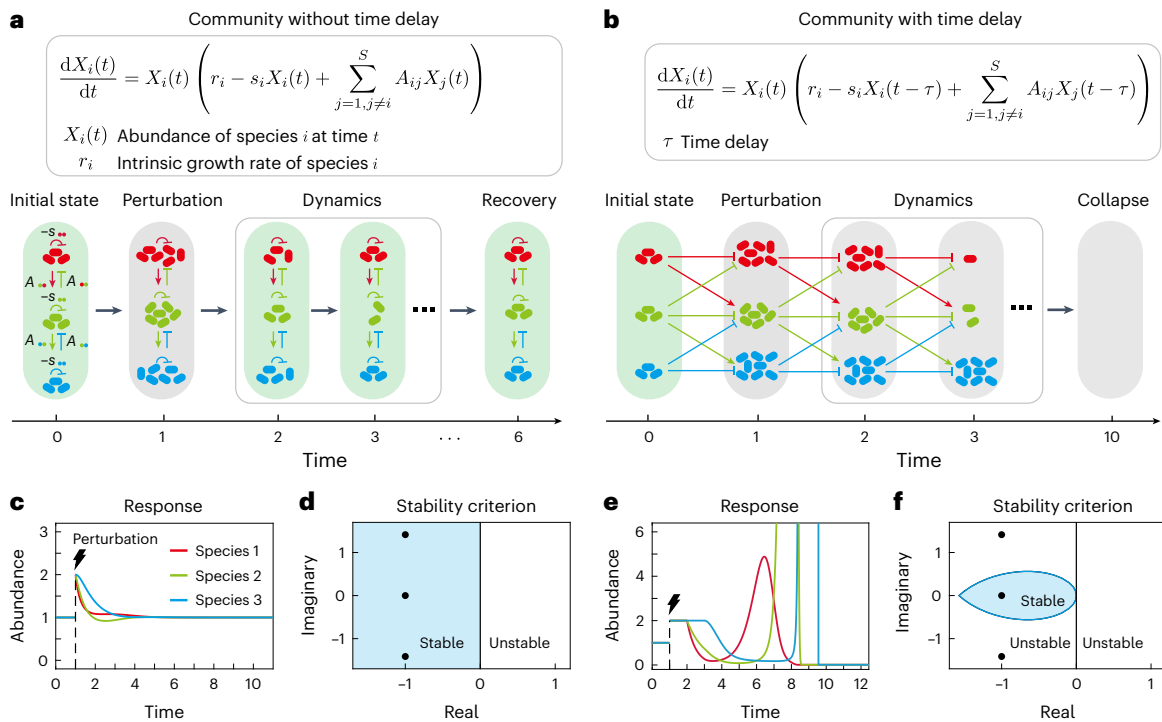 a Community without time delay
dX_i(t)/dt = X_i(t) ( r_i − s_i X_i(t) + ∑_{j=1,j≠i}^{S} A_{ij} X_j(t) )
X_i(t) Abundance of species i at time t
r_i Intrinsic growth rate of species i
Initial state Perturbation Dynamics Recovery
−s
A A
−s
A A
−s
0 1 2 3 ... 6
Time
b Community with time delay
dX_i(t)/dt = X_i(t) ( r_i − s_i X_i(t − τ) + ∑_{j=1,j≠i}^{S} A_{ij} X_j(t − τ) )
τ Time delay
Initial state Perturbation Dynamics Collapse
0 1 2 3 10
Time
c Response
Abundance
3
2
1
0
Perturbation
Species 1
Species 2
Species 3
0 2 4 6 8 10
Time
d Stability criterion
Imaginary
1
0
−1
Stable Unstable
−1 0 1
Real
e Response
Abundance
6
4
2
0
0 2 4 6 8 10 12
Time
f Stability criterion
Imaginary
1
0
−1
Stable
Unstable Unstable
−1 0 1
Real